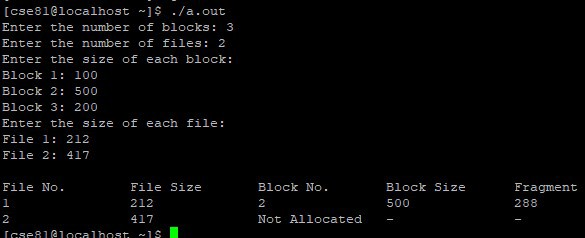 [cse81@localhost ~]$ ./a.out
Enter the number of blocks: 3
Enter the number of files: 2
Enter the size of each block:
Block 1: 100
Block 2: 500
Block 3: 200
Enter the size of each file:
File 1: 212
File 2: 417

File No.        File Size       Block No.       Block Size      Fragment
1               212             2               500             288
2               417             Not Allocated   -               -
[cse81@localhost ~]$